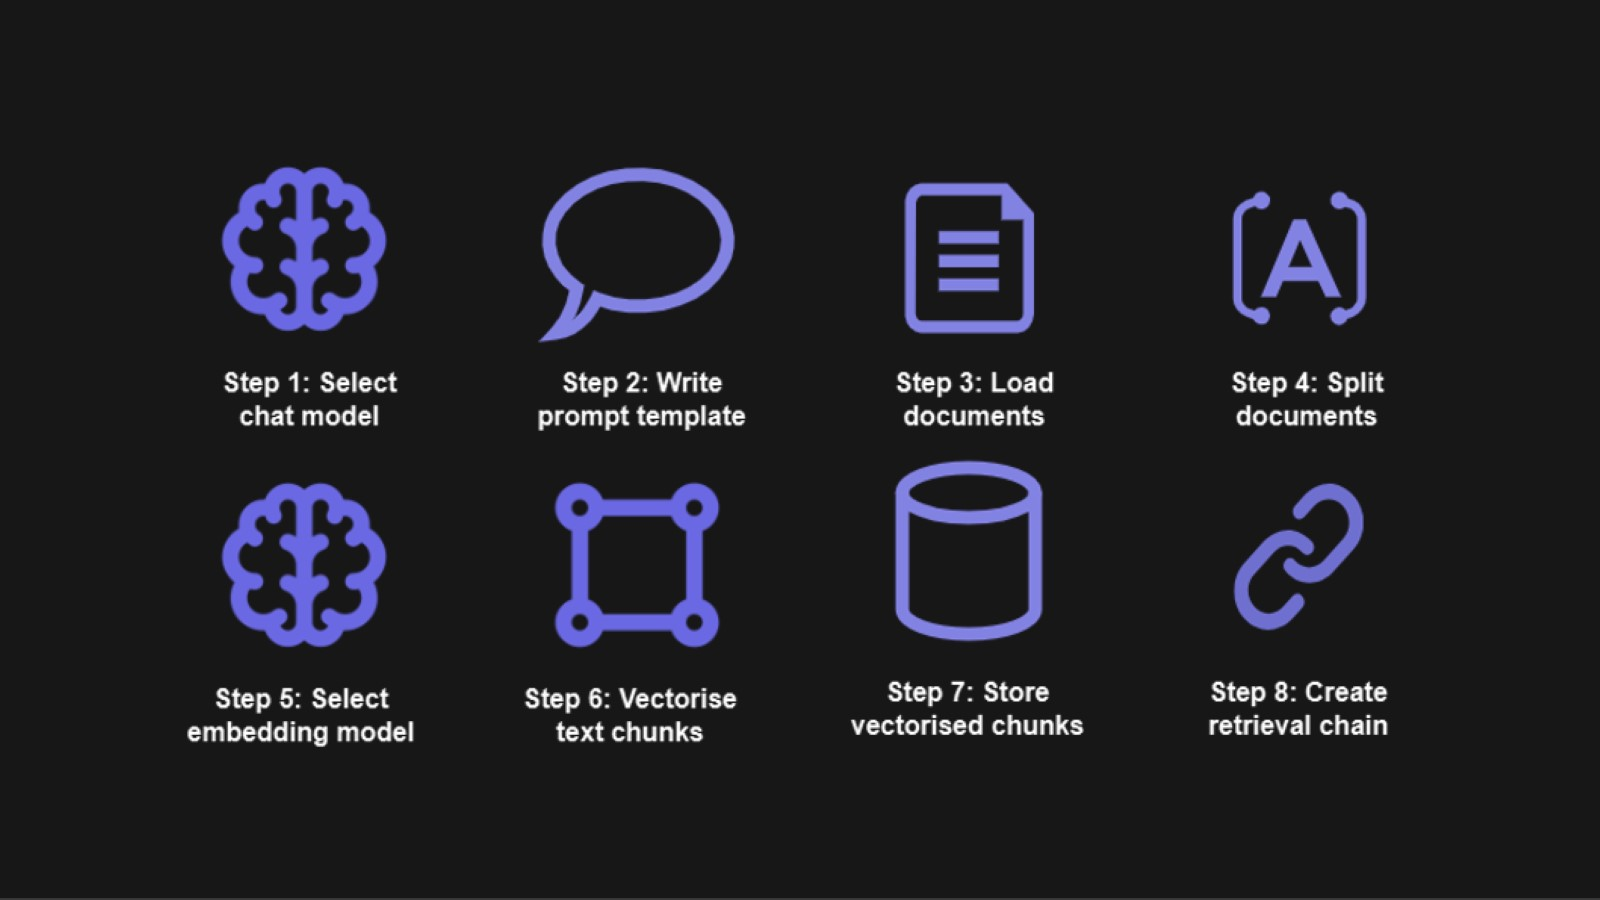 Step 1: Select
chat model
Step 2: Write
prompt template
Step 3: Load
documents
A
Step 4: Split
documents
Step 5: Select
embedding model
Step 6: Vectorise
text chunks
Step 7: Store
vectorised chunks
Step 8: Create
retrieval chain